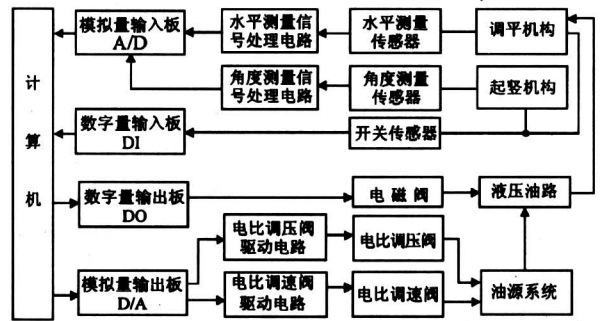 计
算
机
模拟量输入板
A/D
水平测量信
号处理电路
水平测量
传感器
调平机构
角度测量信
号处理电路
角度测量
传感器
起竖机构
数字量输入板
DI
开关传感器
数字量输出板
DO
电磁阀
液压油路
电比调压阀
驱动电路
电比调压阀
模拟量输出板
D/A
电比调速阀
驱动电路
电比调速阀
油源系统